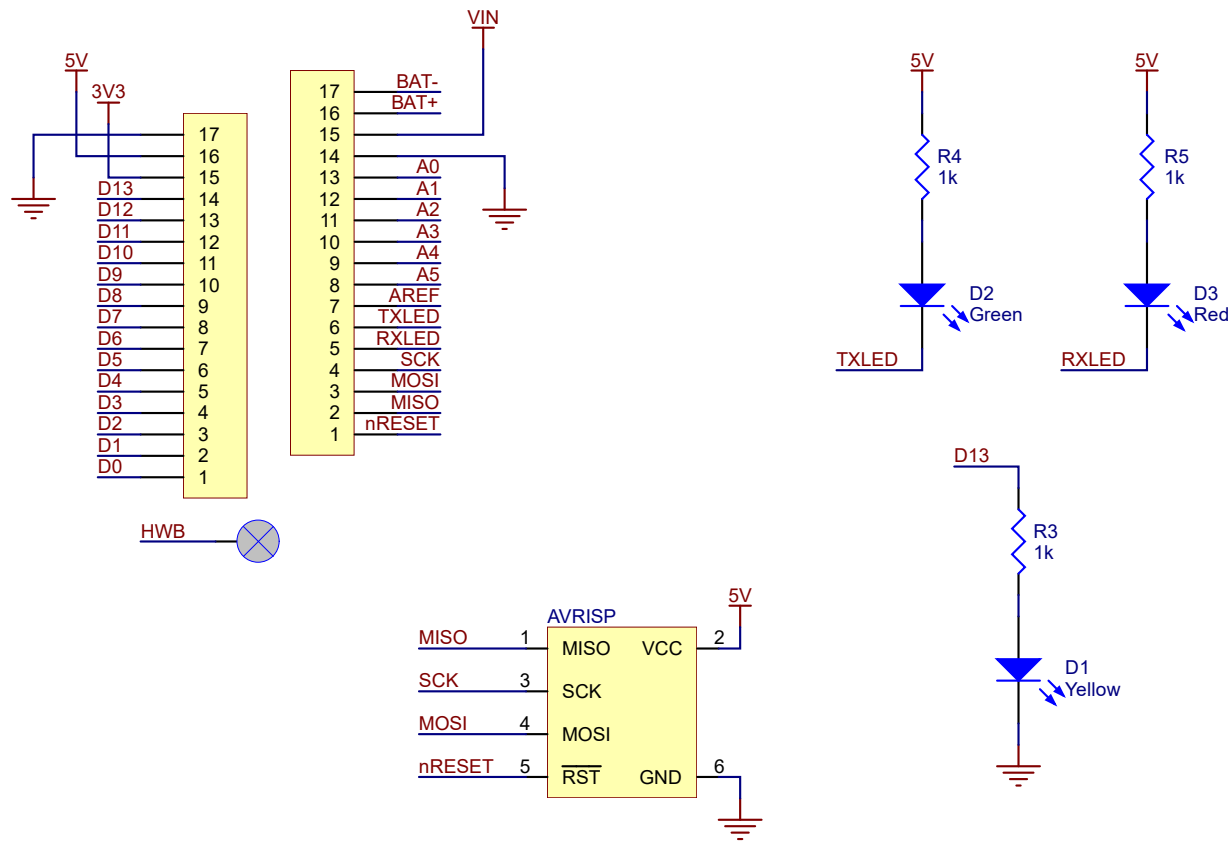 VIN
5V
3V3
17
16
15
D13 14
D12 13
D11 12
D10 11
D9 10
D8 9
D7 8
D6 7
D5 6
D4 5
D3 4
D2 3
D1 2
D0 1
HWB
17 BAT-
16 BAT+
15
14
13 A0
12 A1
11 A2
10 A3
9 A4
8 A5
7 AREF
6 TXLED
5 RXLED
4 SCK
3 MOSI
2 MISO
1 nRESET
5V
R4
1k
D2
Green
TXLED
5V
R5
1k
D3
Red
RXLED
D13
R3
1k
D1
Yellow
AVRISP
5V
MISO 1 MISO VCC 2
SCK 3 SCK
MOSI 4 MOSI
nRESET 5 RST GND 6